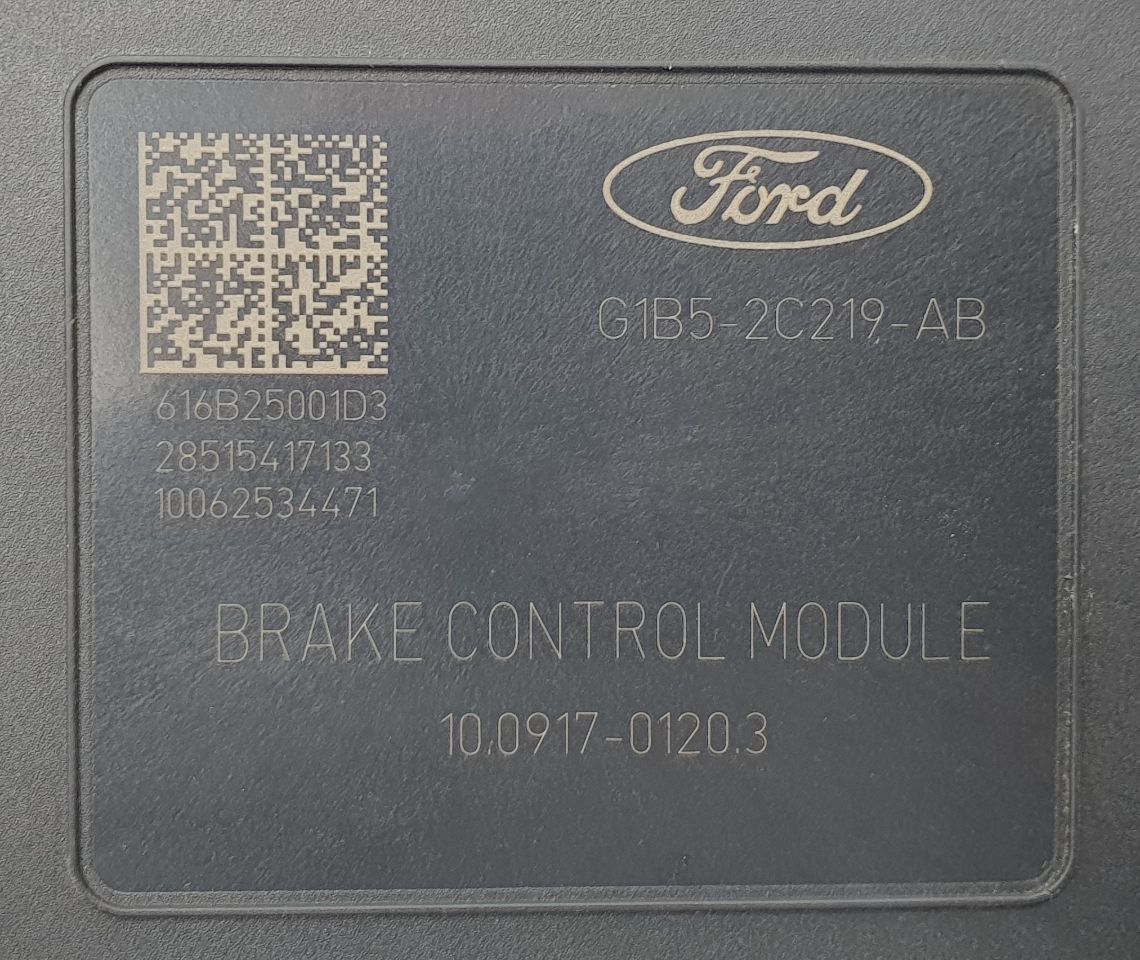 Ford
G1B5-2C219-AB
616B25001D3
28515417133
10062534471
BRAKE CONTROL MODULE
10.0917-0120.3